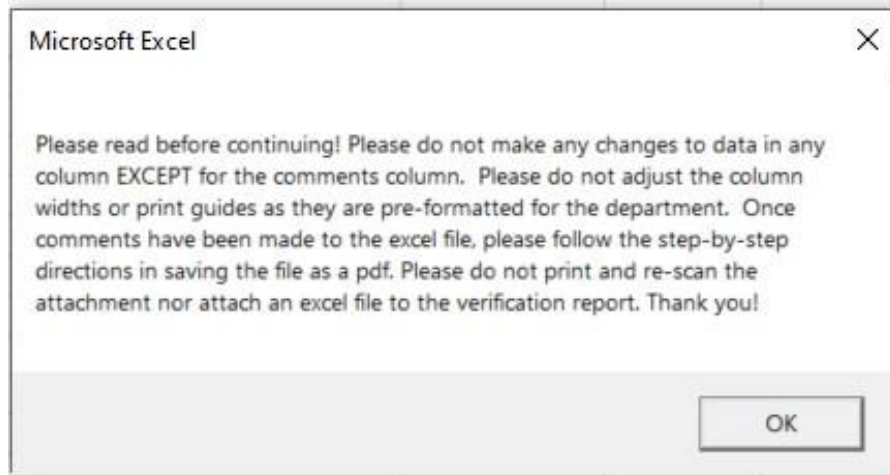 Microsoft Excel
Please read before continuing! Please do not make any changes to data in any
column EXCEPT for the comments column.  Please do not adjust the column
widths or print guides as they are pre-formatted for the department.  Once
comments have been made to the excel file, please follow the step-by-step
directions in saving the file as a pdf. Please do not print and re-scan the
attachment nor attach an excel file to the verification report. Thank you!
OK